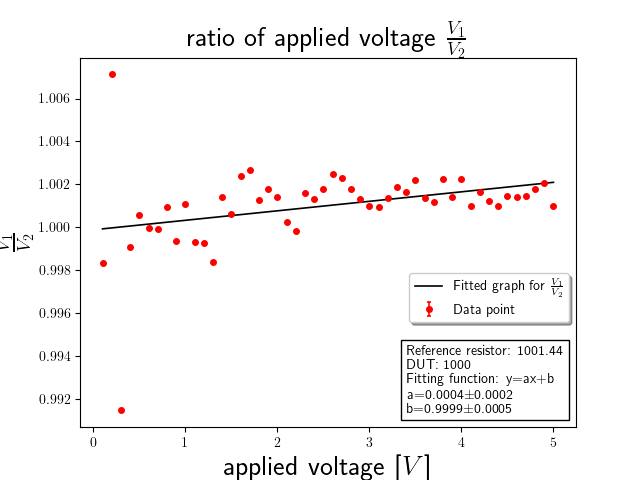 ratio of applied voltage V₁/V₂
V₁/V₂
1.006
1.004
1.002
1.000
0.998
0.996
0.994
0.992
Fitted graph for V₁/V₂
Data point
Reference resistor: 1001.44
DUT: 1000
Fitting function: y=ax+b
a=0.0004±0.0002
b=0.9999±0.0005
0 1 2 3 4 5
applied voltage [V]